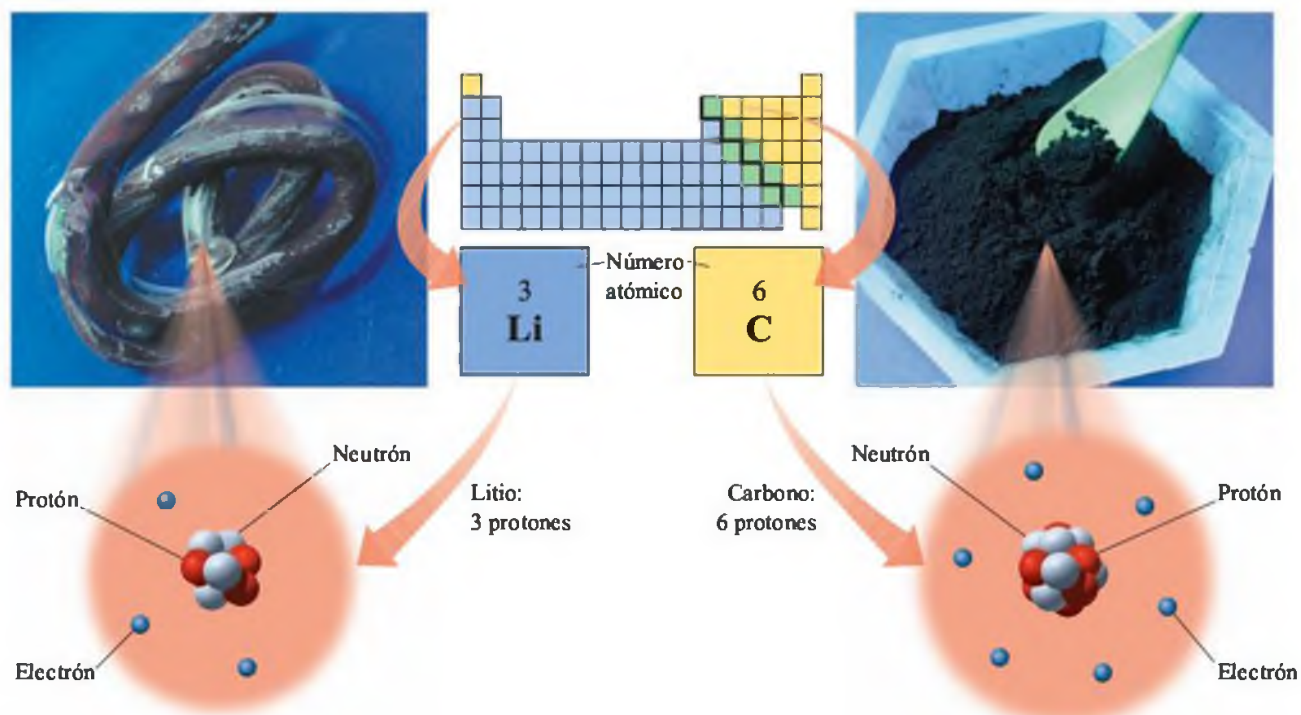 Número
atómico
3
Li
6
C
Neutrón
Protón
Electrón
Litio:
3 protones
Carbono:
6 protones
Neutrón
Protón
Electrón